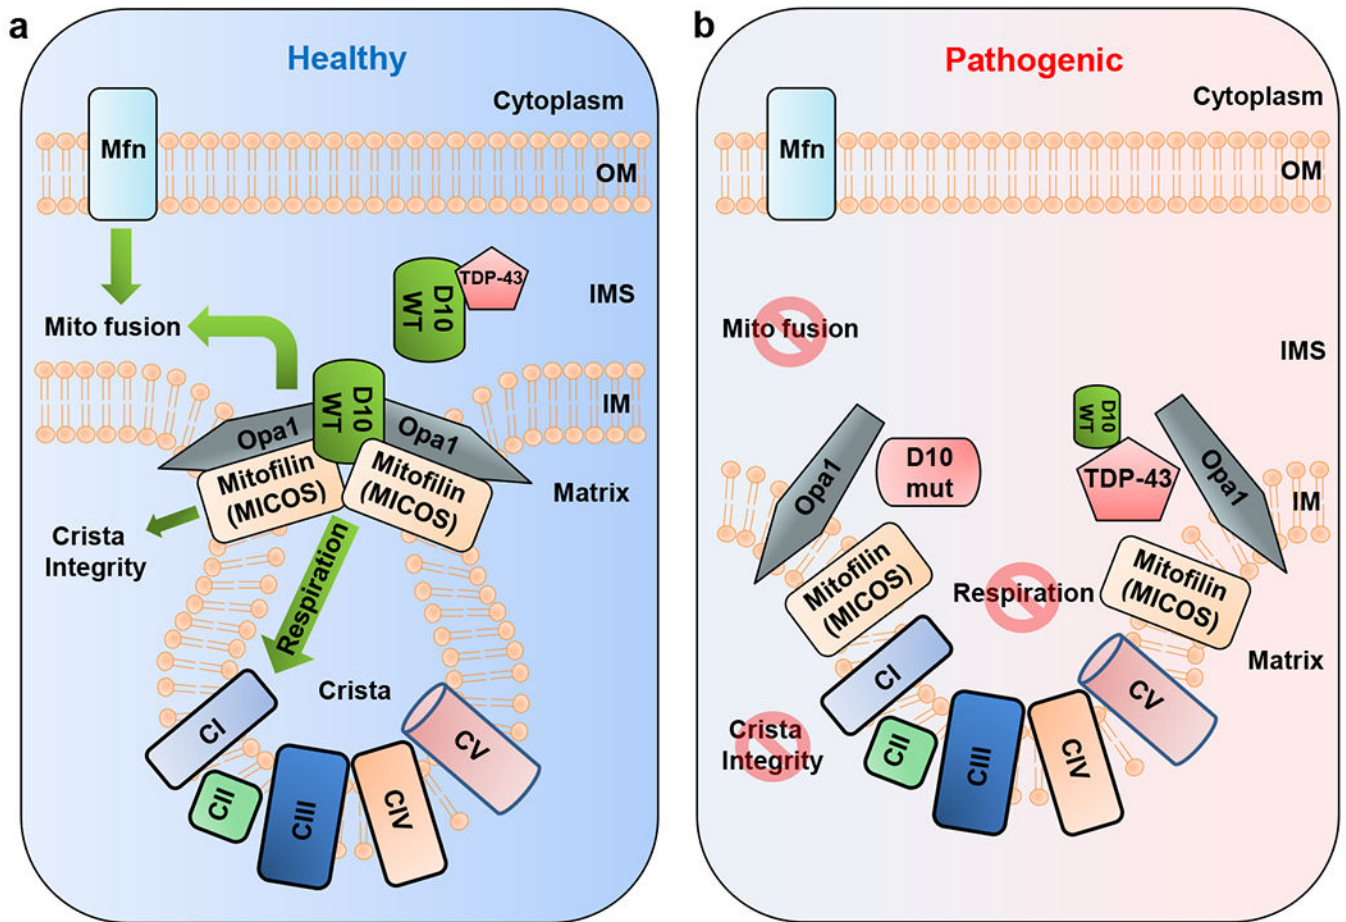 a
Healthy
Cytoplasm
Mfn
OM
TDP-43
D10
WT
IMS
Mito fusion
IM
D10
WT
Opa1
Opa1
Mitofilin
(MICOS)
Mitofilin
(MICOS)
Matrix
Crista
Integrity
Respiration
Crista
CI
CII
CIII
CIV
CV
b
Pathogenic
Cytoplasm
Mfn
OM
Mito fusion
IMS
D10
WT
Opa1
D10
mut
TDP-43
Opa1
IM
Mitofilin
(MICOS)
Respiration
Mitofilin
(MICOS)
Matrix
CI
CV
Crista
Integrity
CII
CIII
CIV